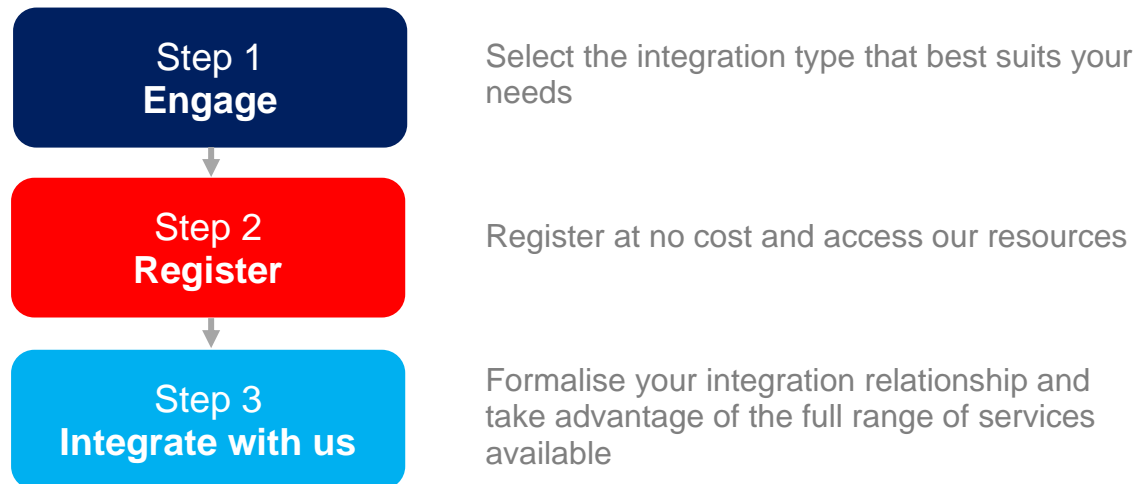 Step 1
Engage
Select the integration type that best suits your
needs
Step 2
Register
Register at no cost and access our resources
Step 3
Integrate with us
Formalise your integration relationship and
take advantage of the full range of services
available